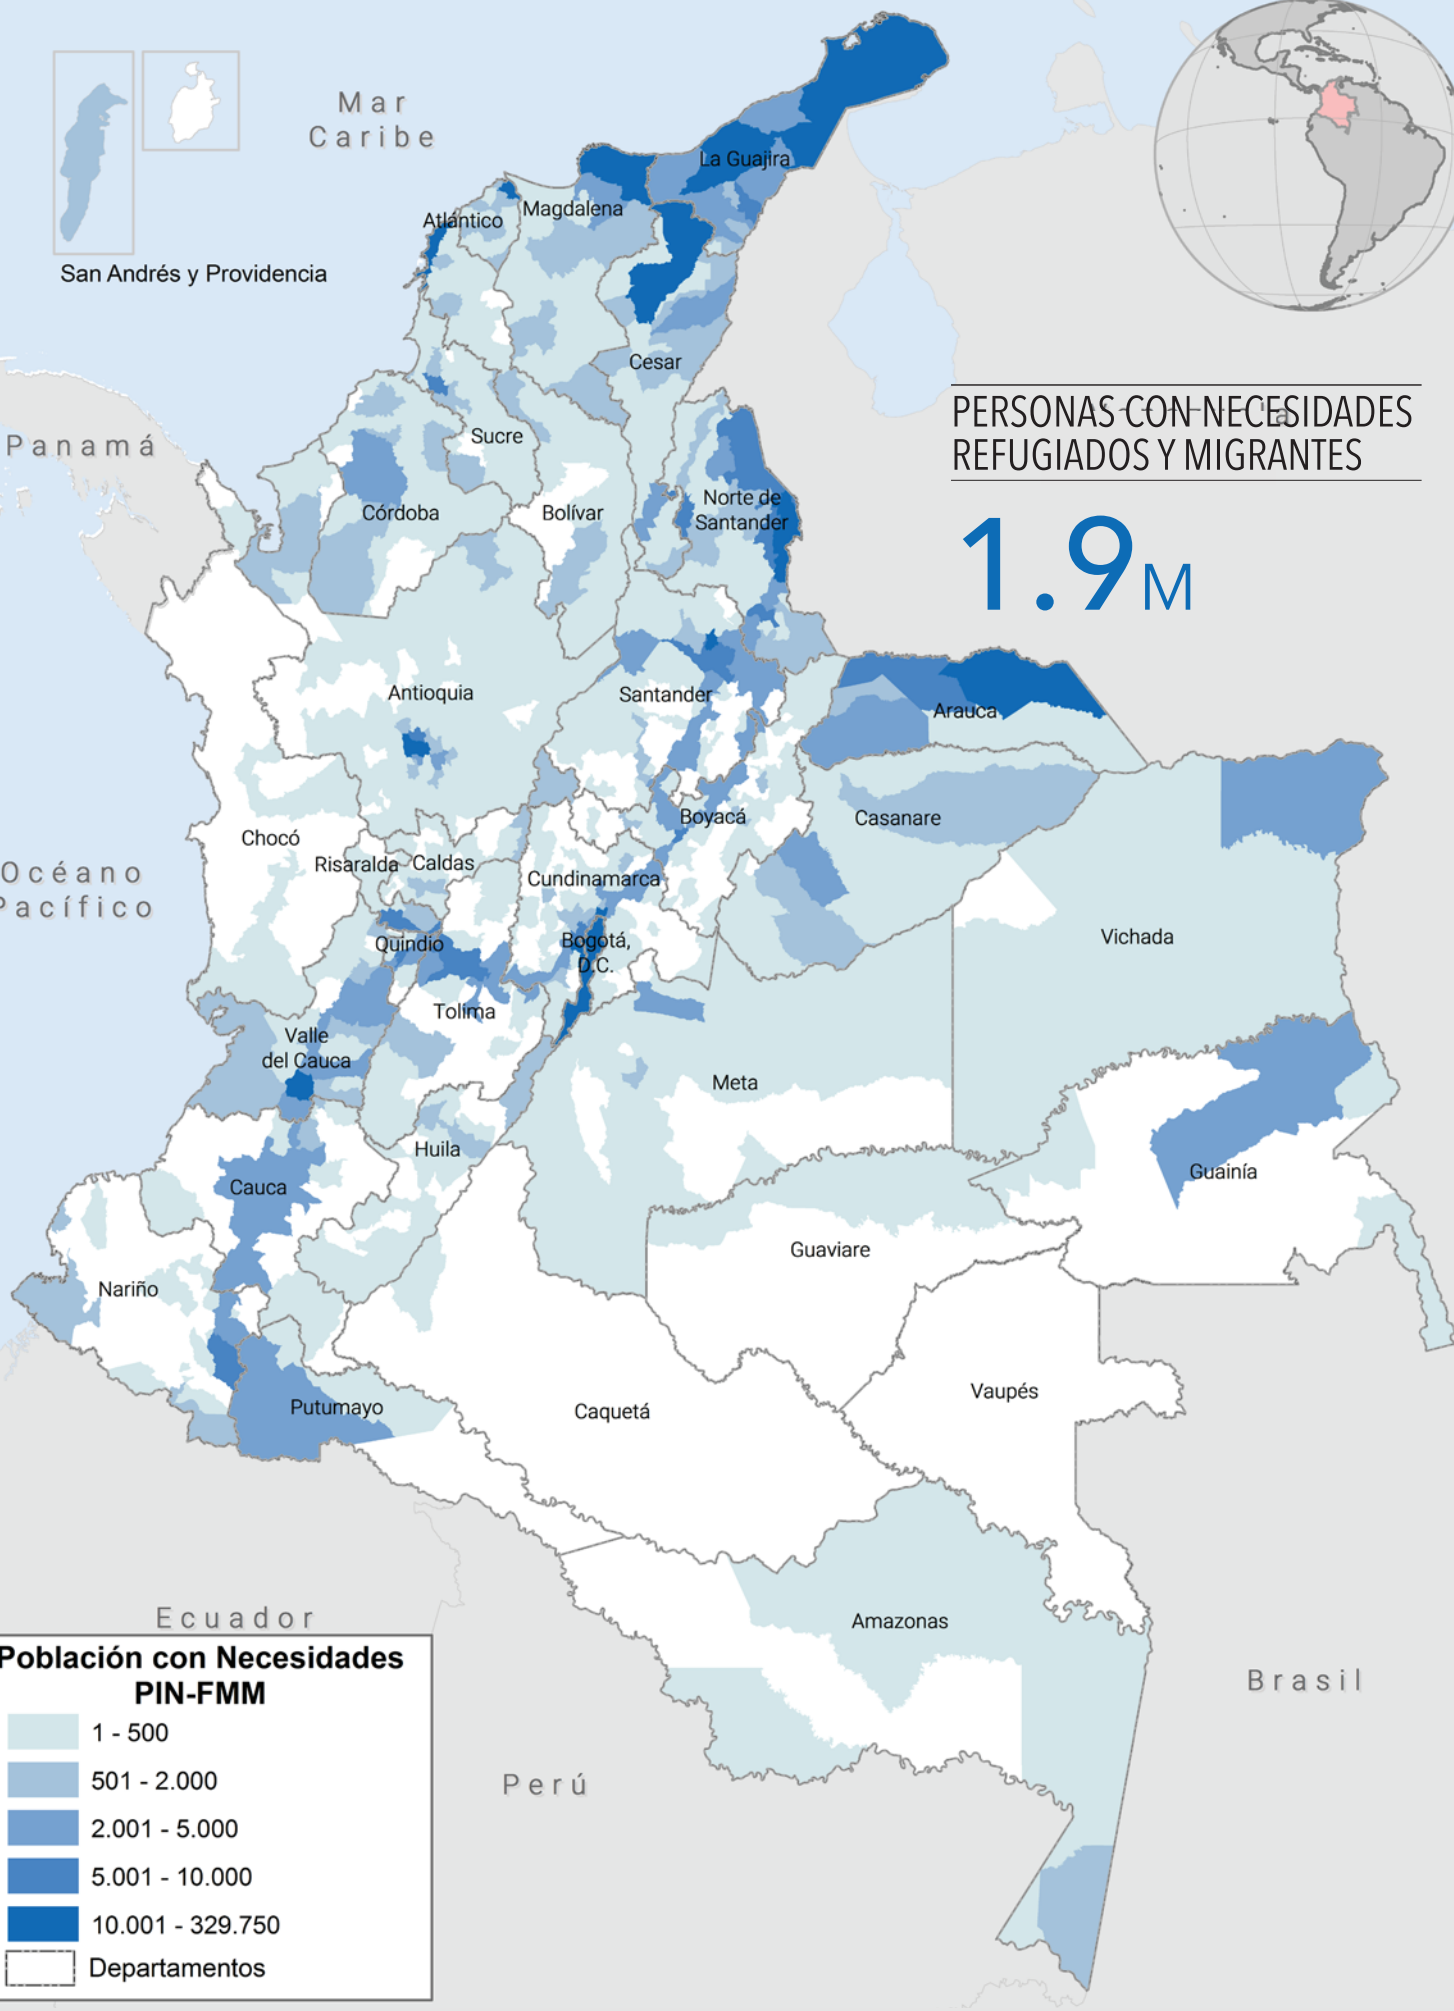 Mar
Caribe
San Andrés y Providencia
La Guajira
Atlántico
Magdalena
Cesar
PERSONAS CON NECESIDADES
REFUGIADOS Y MIGRANTES
1.9M
Panamá
Sucre
Córdoba
Bolívar
Norte de
Santander
Antioquia
Santander
Arauca
Chocó
Risaralda
Caldas
Boyacá
Casanare
Océano
Pacífico
Cundinamarca
Quindio
Bogotá,
D.C.
Vichada
Tolima
Valle
del Cauca
Meta
Huila
Cauca
Guainía
Guaviare
Nariño
Putumayo
Caquetá
Vaupés
Amazonas
Ecuador
Perú
Brasil
Población con Necesidades
PIN-FMM
1 - 500
501 - 2.000
2.001 - 5.000
5.001 - 10.000
10.001 - 329.750
Departamentos